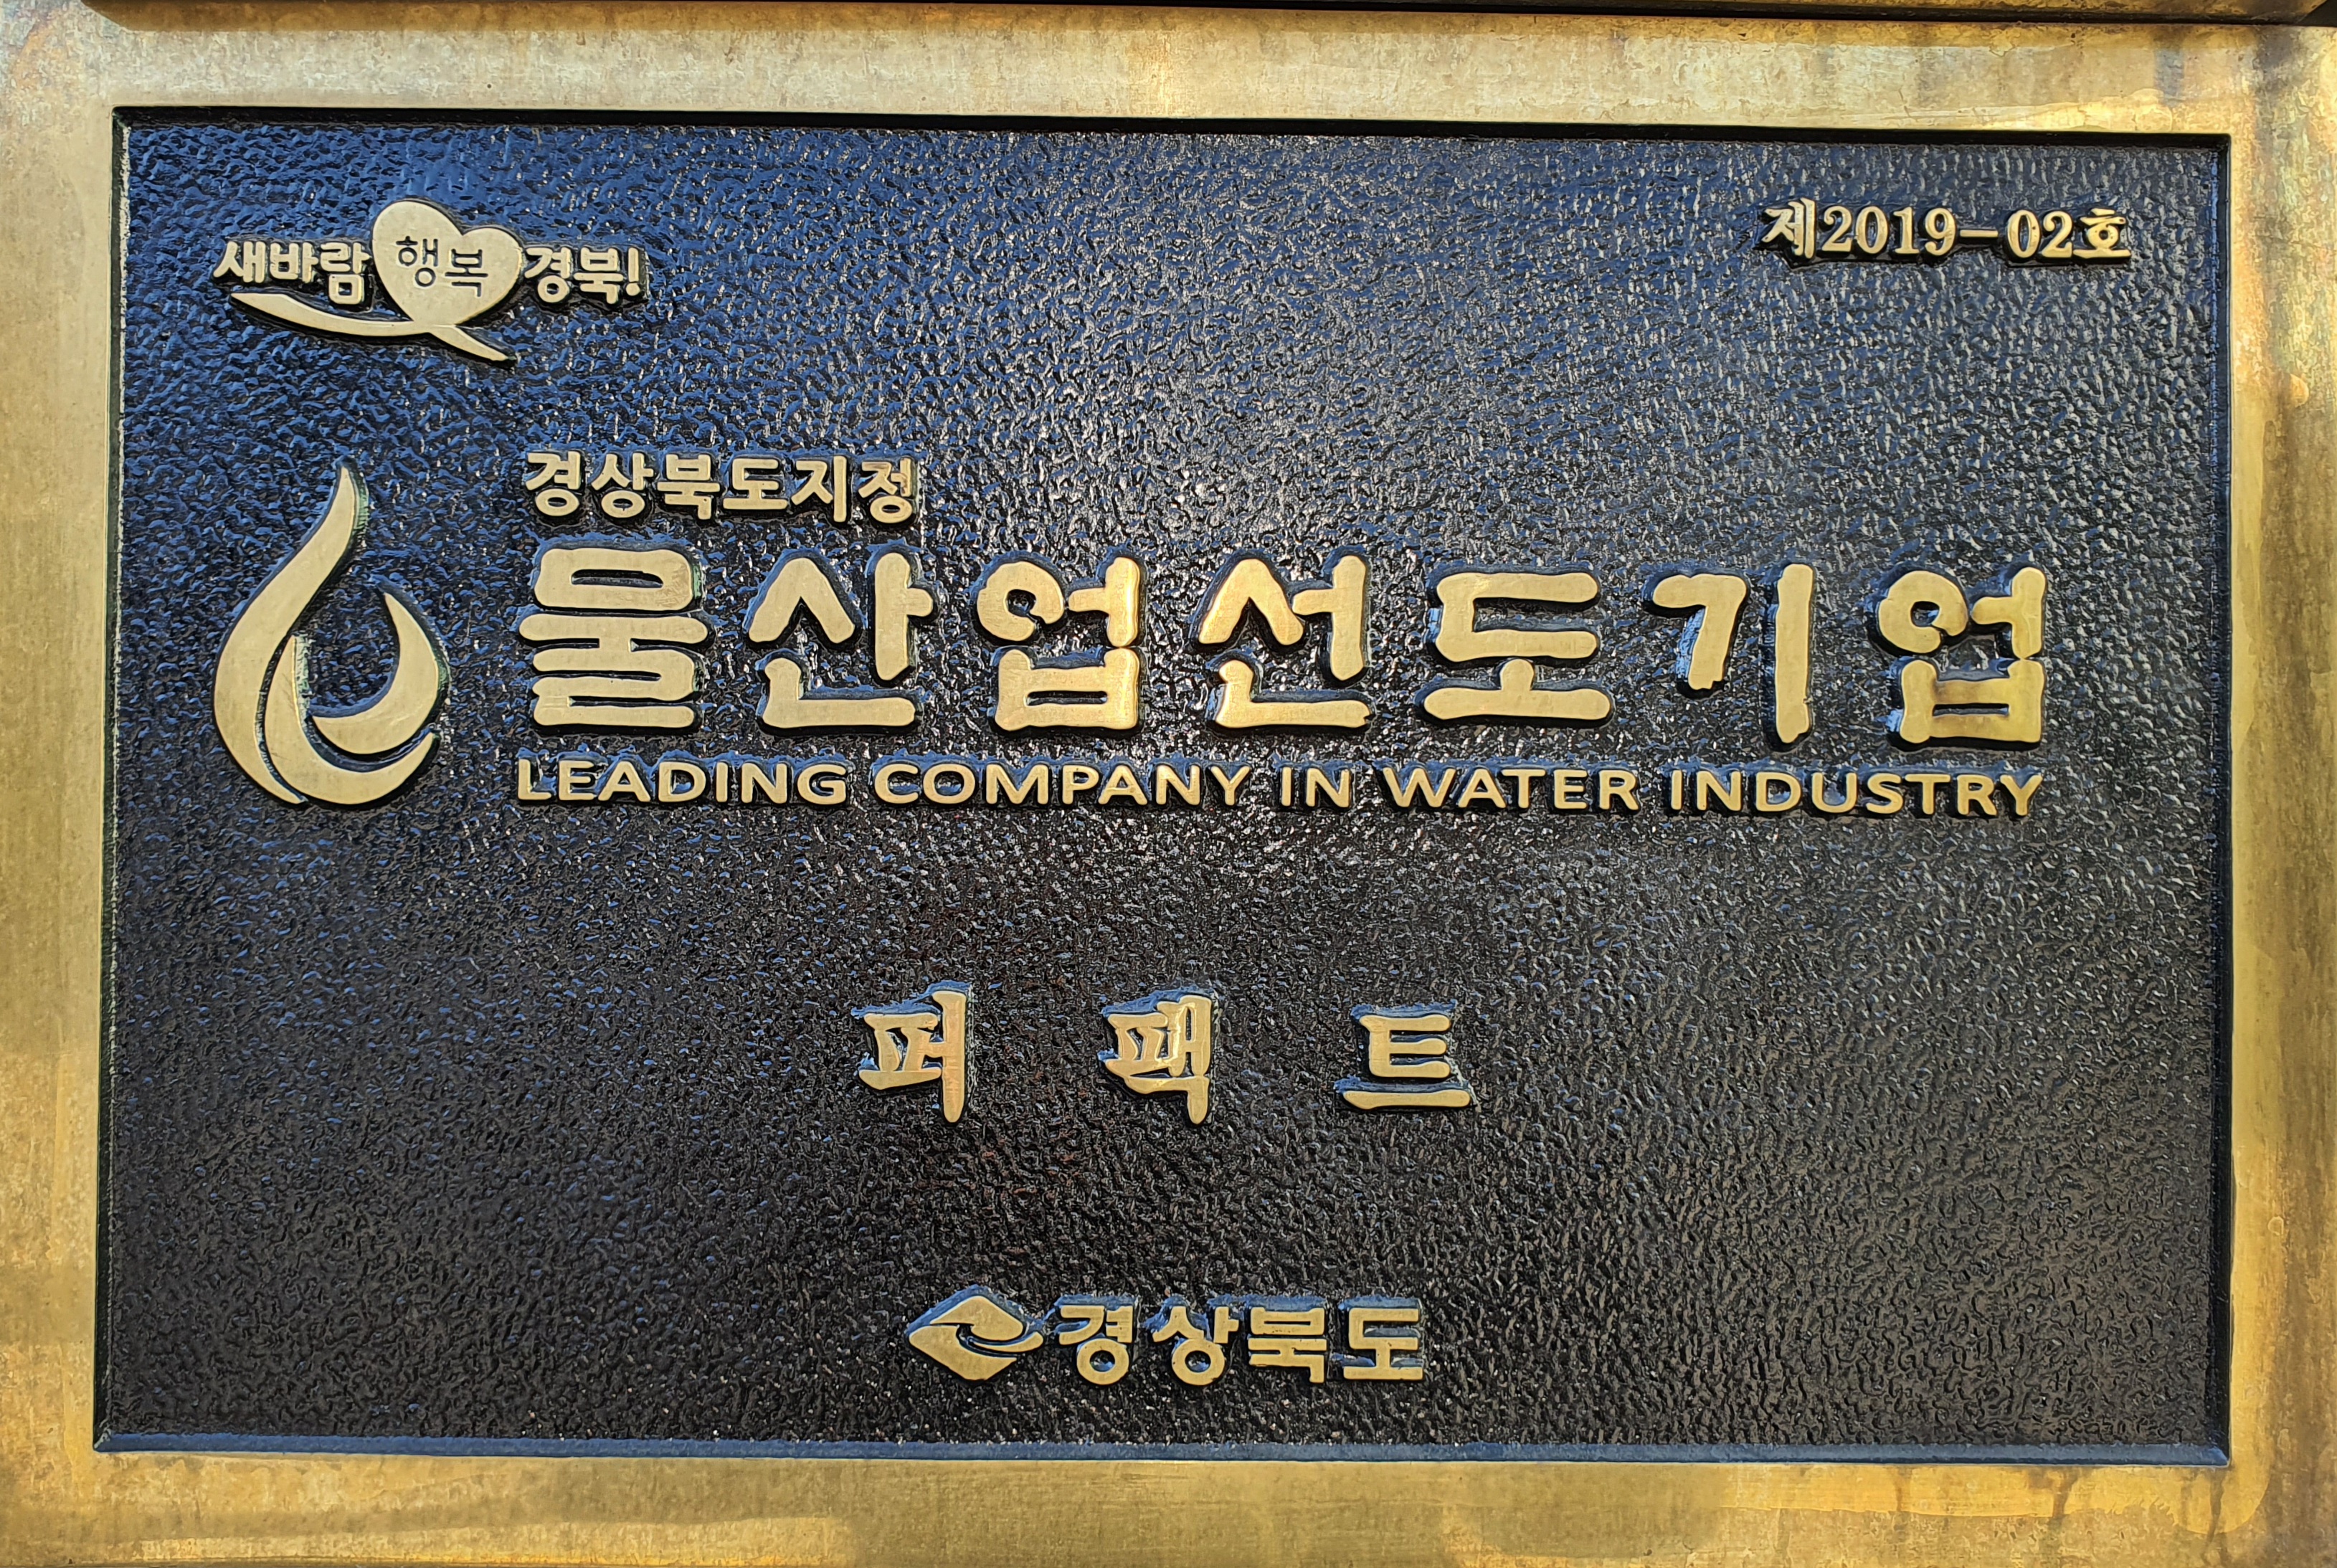 새바람 행복 경북!
제2019-02호
경상북도지정
물산업선도기업
LEADING COMPANY IN WATER INDUSTRY
퍼팩트
경상북도